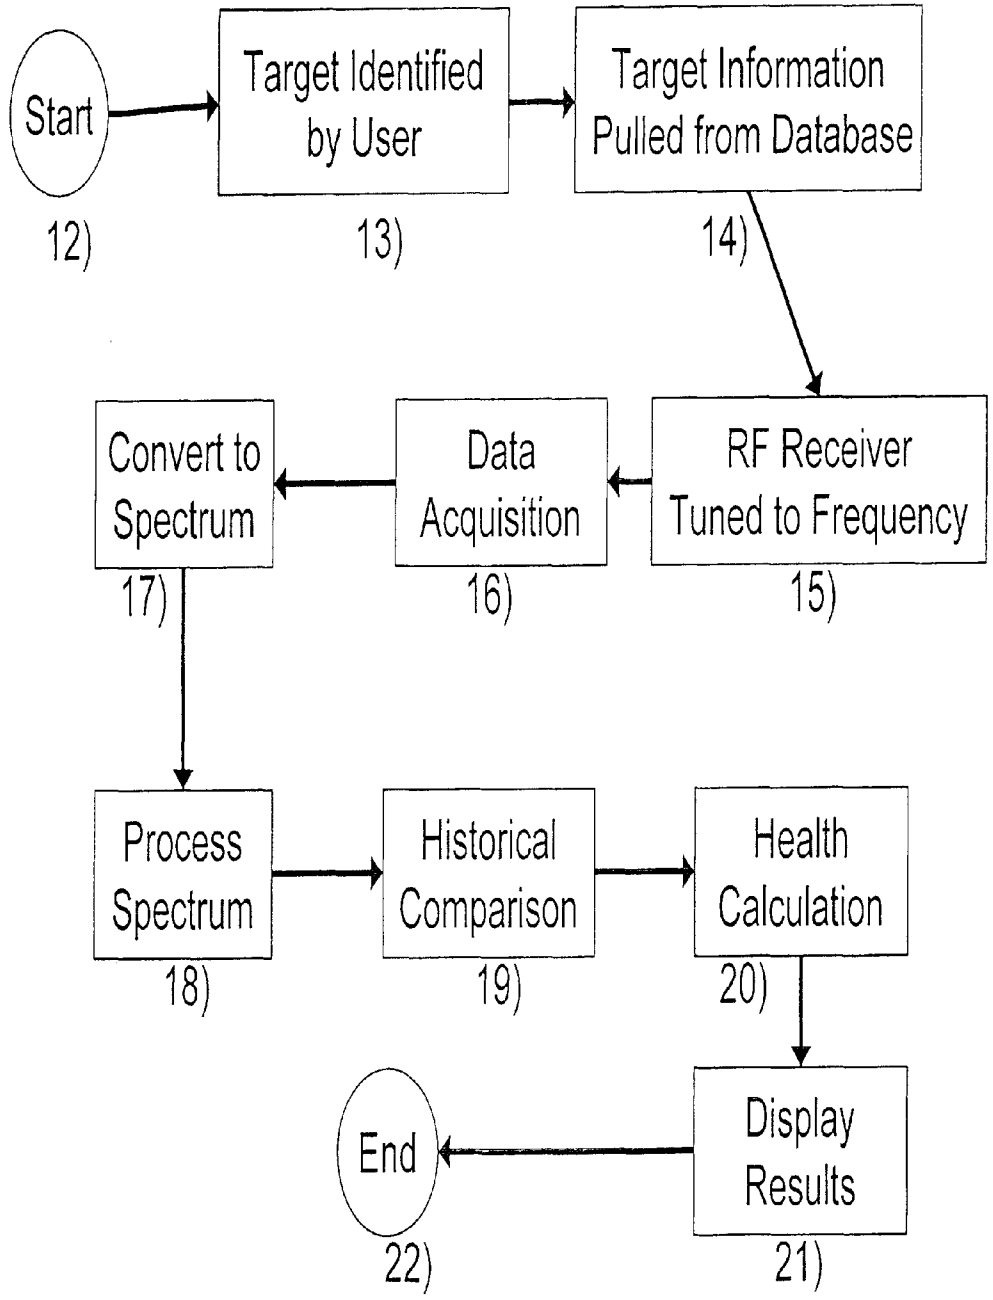 Start
12)
Target Identified
by User
13)
Target Information
Pulled from Database
14)
RF Receiver
Tuned to Frequency
15)
Data
Acquisition
16)
Convert to
Spectrum
17)
Process
Spectrum
18)
Historical
Comparison
19)
Health
Calculation
20)
Display
Results
21)
End
22)